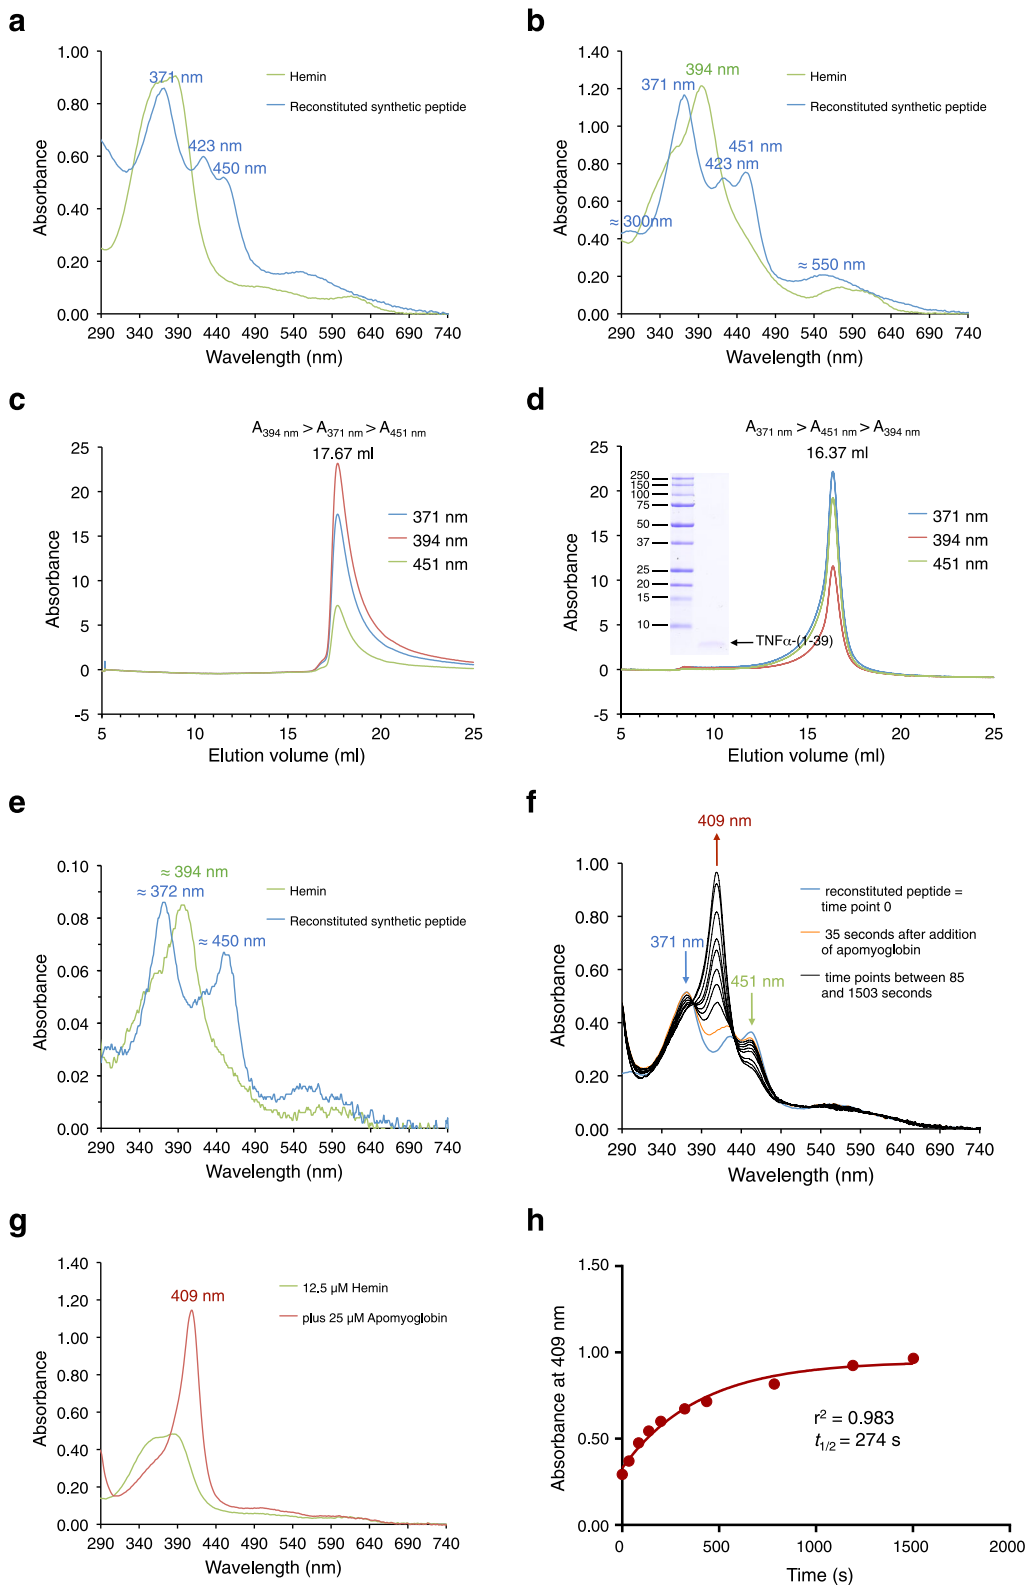 a
1.00
0.80
0.60
0.40
0.20
0.00
290 340 390 440 490 540 590 640 690 740
Absorbance
Wavelength (nm)
371 nm
423 nm
450 nm
Hemin
Reconstituted synthetic peptide
b
1.40
1.20
1.00
0.80
0.60
0.40
0.20
0.00
290 340 390 440 490 540 590 640 690 740
Absorbance
Wavelength (nm)
394 nm
371 nm
451 nm
423 nm
≈ 300nm
≈ 550 nm
Hemin
Reconstituted synthetic peptide
c
A394 nm > A371 nm > A451 nm
17.67 ml
25
20
15
10
5
0
-5
5 10 15 20 25
Absorbance
Elution volume (ml)
371 nm
394 nm
451 nm
d
A371 nm > A451 nm > A394 nm
16.37 ml
25
20
15
10
5
0
-5
5 10 15 20 25
Absorbance
Elution volume (ml)
250
150
100
75
50
37
25
20
15
10
TNFα-(1-39)
371 nm
394 nm
451 nm
e
0.10
0.08
0.06
0.04
0.02
0.00
290 340 390 440 490 540 590 640 690 740
Absorbance
Wavelength (nm)
≈ 394 nm
≈ 372 nm
≈ 450 nm
Hemin
Reconstituted synthetic peptide
f
409 nm
1.00
0.80
0.60
0.40
0.20
0.00
290 340 390 440 490 540 590 640 690 740
Absorbance
Wavelength (nm)
371 nm
451 nm
reconstituted peptide =
time point 0
35 seconds after addition
of apomyoglobin
time points between 85
and 1503 seconds
g
1.40
1.20
1.00
0.80
0.60
0.40
0.20
0.00
290 340 390 440 490 540 590 640 690 740
Absorbance
Wavelength (nm)
409 nm
12.5 µM Hemin
plus 25 µM Apomyoglobin
h
1.50
1.00
0.50
0.00
0 500 1000 1500 2000
Absorbance at 409 nm
Time (s)
r² = 0.983
t1/2 = 274 s